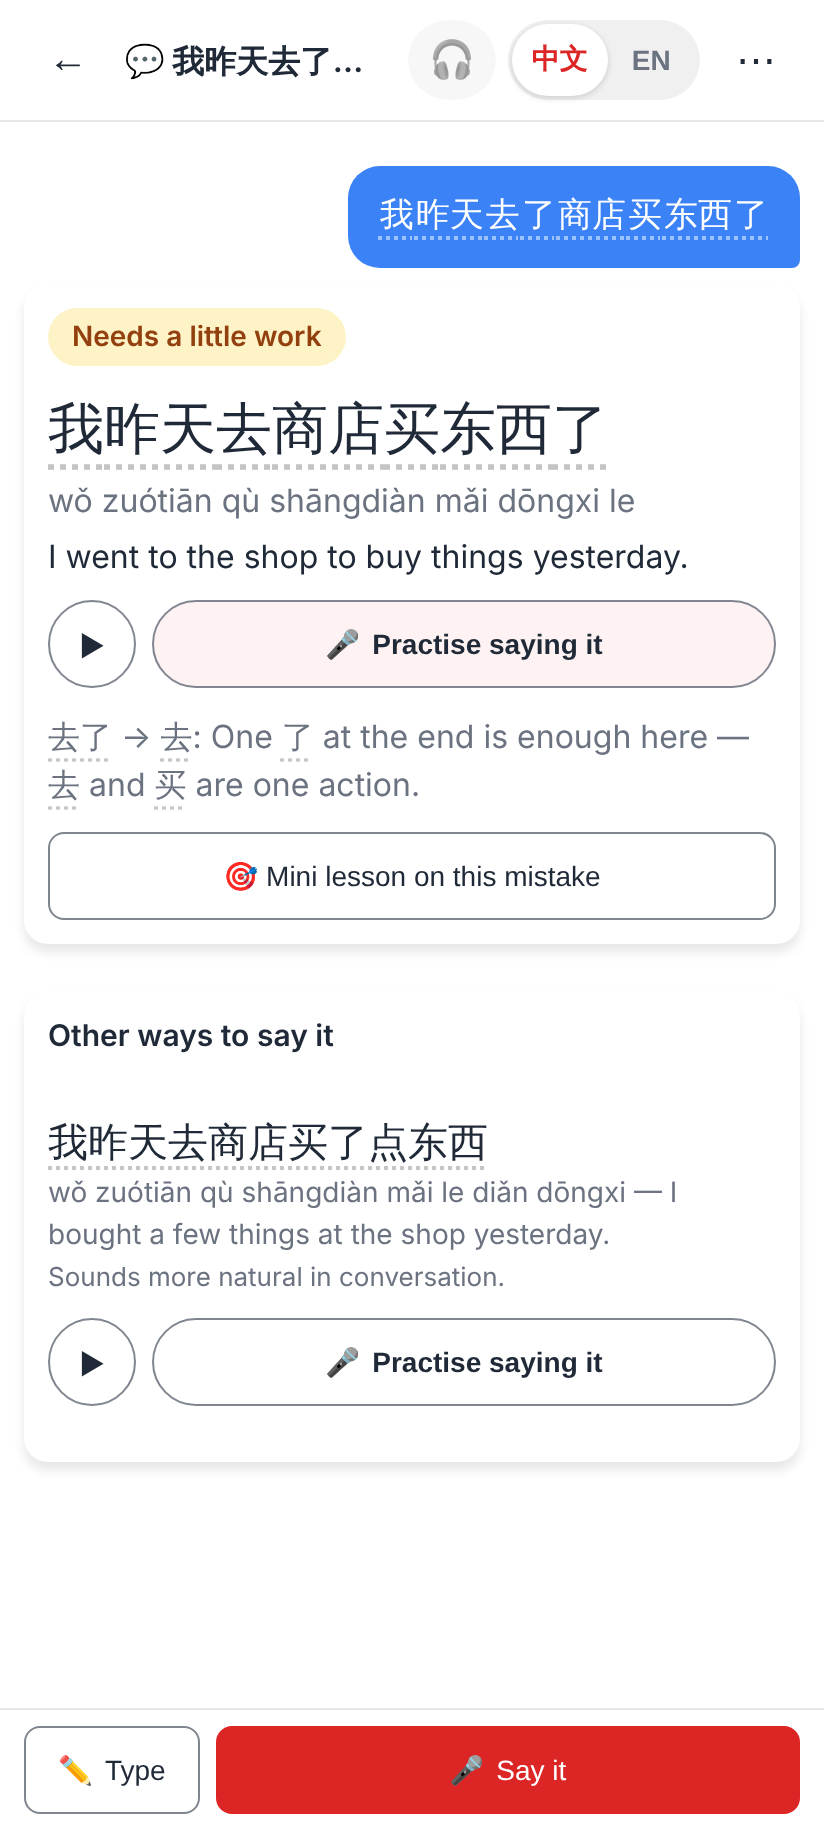 ← 💬 我昨天去了... 🎧 中文 EN ⋯
我昨天去了商店买东西了
Needs a little work
我昨天去商店买东西了
wǒ zuótiān qù shāngdiàn mǎi dōngxi le
I went to the shop to buy things yesterday.
▶ 🎤 Practise saying it
去了 → 去: One 了 at the end is enough here —
去 and 买 are one action.
🎯 Mini lesson on this mistake
Other ways to say it
我昨天去商店买了点东西
wǒ zuótiān qù shāngdiàn mǎi le diǎn dōngxi — I
bought a few things at the shop yesterday.
Sounds more natural in conversation.
▶ 🎤 Practise saying it
✏️ Type 🎤 Say it